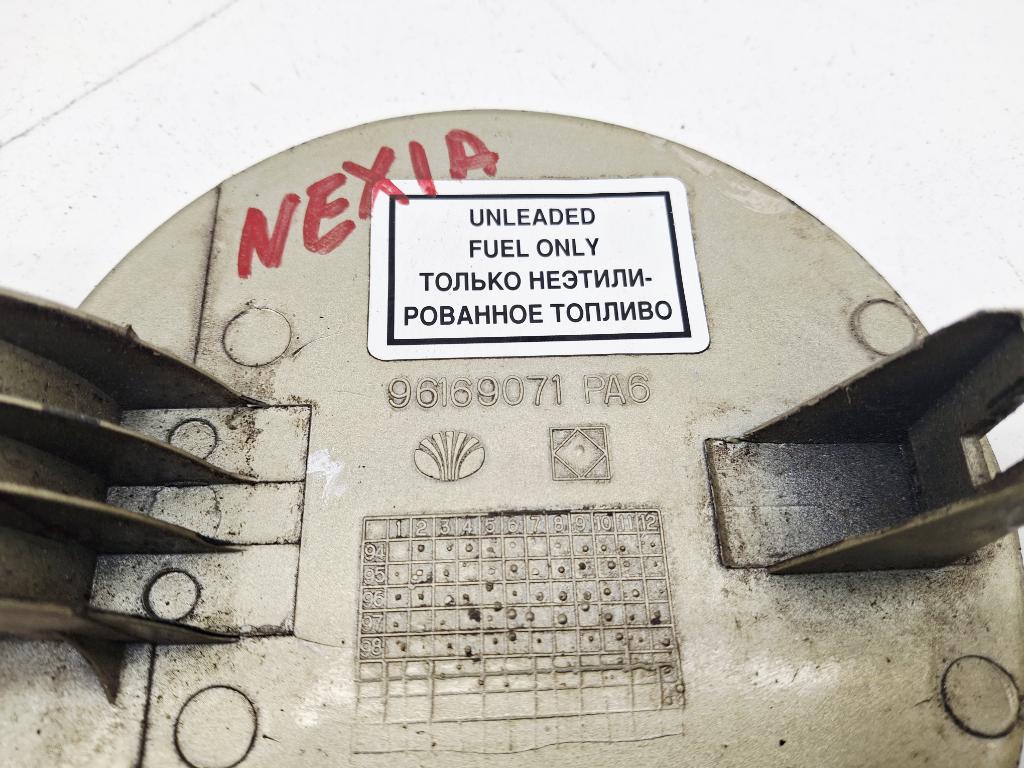 NEXIA
UNLEADED
FUEL ONLY
ТОЛЬКО НЕЭТИЛИ-
РОВАННОЕ ТОПЛИВО
96169071 PA6
1 2 3 4 5 6 7 8 9 10 11 12
94
95
96
97
98